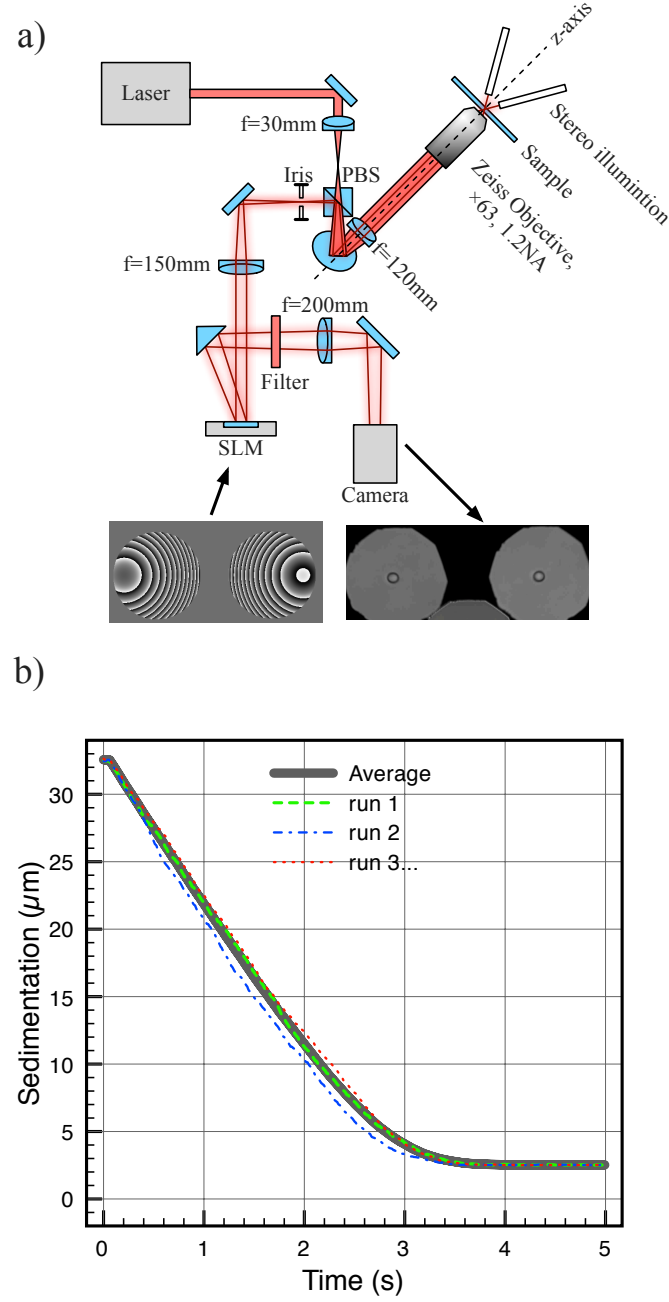 a)
Laser
f=30mm
Iris
PBS
z-axis
Stereo illumintion
Sample
Zeiss Objective,
×63, 1.2NA
f=120mm
f=150mm
f=200mm
Filter
SLM
Camera
b)
Average
run 1
run 2
run 3...
Sedimentation (µm)
30
25
20
15
10
5
0
0 1 2 3 4 5
Time (s)